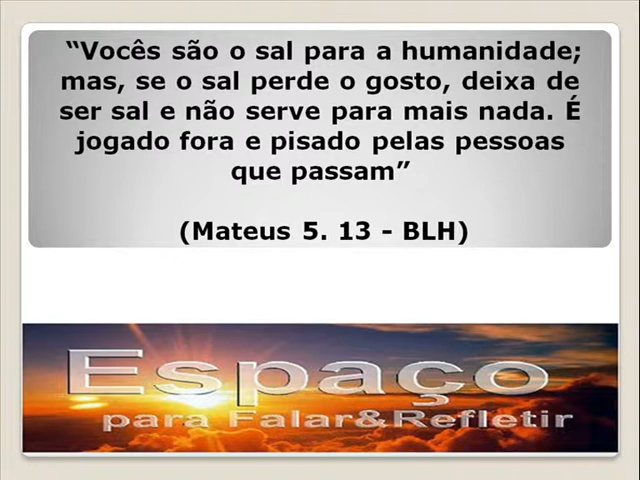 “Vocês são o sal para a humanidade;
mas, se o sal perde o gosto, deixa de
ser sal e não serve para mais nada. É
jogado fora e pisado pelas pessoas
que passam”
(Mateus 5. 13 - BLH)
Espaço
para Falar&Refletir